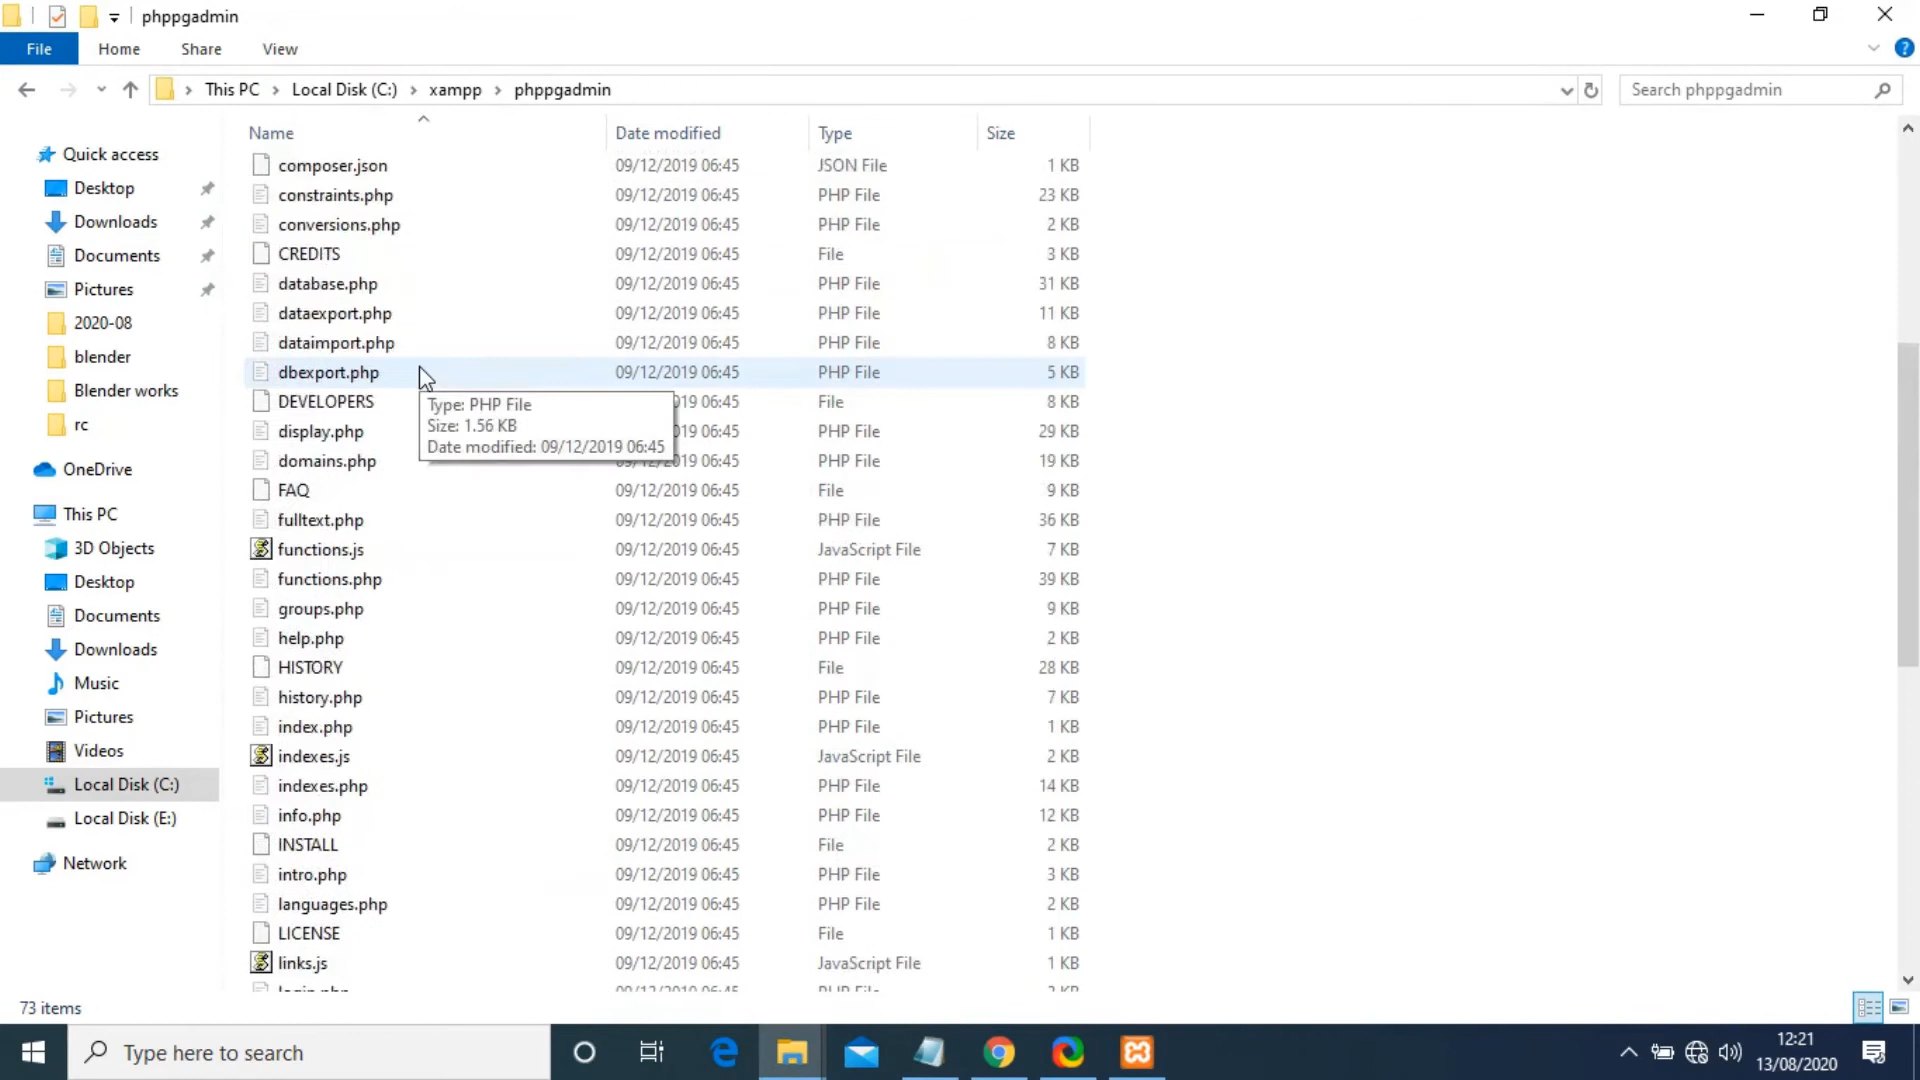 phppgadmin
File Home Share View
This PC Local Disk (C:) xampp phppgadmin
Search phppgadmin
Name Date modified Type Size
composer.json 09/12/2019 06:45 JSON File 1 KB
constraints.php 09/12/2019 06:45 PHP File 23 KB
conversions.php 09/12/2019 06:45 PHP File 2 KB
CREDITS 09/12/2019 06:45 File 3 KB
database.php 09/12/2019 06:45 PHP File 31 KB
dataexport.php 09/12/2019 06:45 PHP File 11 KB
dataimport.php 09/12/2019 06:45 PHP File 8 KB
dbexport.php 09/12/2019 06:45 PHP File 5 KB
DEVELOPERS 019 06:45 File 8 KB
display.php 019 06:45 PHP File 29 KB
domains.php 09/12/2019 06:45 PHP File 19 KB
FAQ 09/12/2019 06:45 File 9 KB
fulltext.php 09/12/2019 06:45 PHP File 36 KB
functions.js 09/12/2019 06:45 JavaScript File 7 KB
functions.php 09/12/2019 06:45 PHP File 39 KB
groups.php 09/12/2019 06:45 PHP File 9 KB
help.php 09/12/2019 06:45 PHP File 2 KB
HISTORY 09/12/2019 06:45 File 28 KB
history.php 09/12/2019 06:45 PHP File 7 KB
index.php 09/12/2019 06:45 PHP File 1 KB
indexes.js 09/12/2019 06:45 JavaScript File 2 KB
indexes.php 09/12/2019 06:45 PHP File 14 KB
info.php 09/12/2019 06:45 PHP File 12 KB
INSTALL 09/12/2019 06:45 File 2 KB
intro.php 09/12/2019 06:45 PHP File 3 KB
languages.php 09/12/2019 06:45 PHP File 2 KB
LICENSE 09/12/2019 06:45 File 1 KB
links.js 09/12/2019 06:45 JavaScript File 1 KB
Type: PHP File
Size: 1.56 KB
Date modified: 09/12/2019 06:45
Quick access
Desktop
Downloads
Documents
Pictures
2020-08
blender
Blender works
rc
OneDrive
This PC
3D Objects
Desktop
Documents
Downloads
Music
Pictures
Videos
Local Disk (C:)
Local Disk (E:)
Network
73 items
Type here to search
12:21
13/08/2020